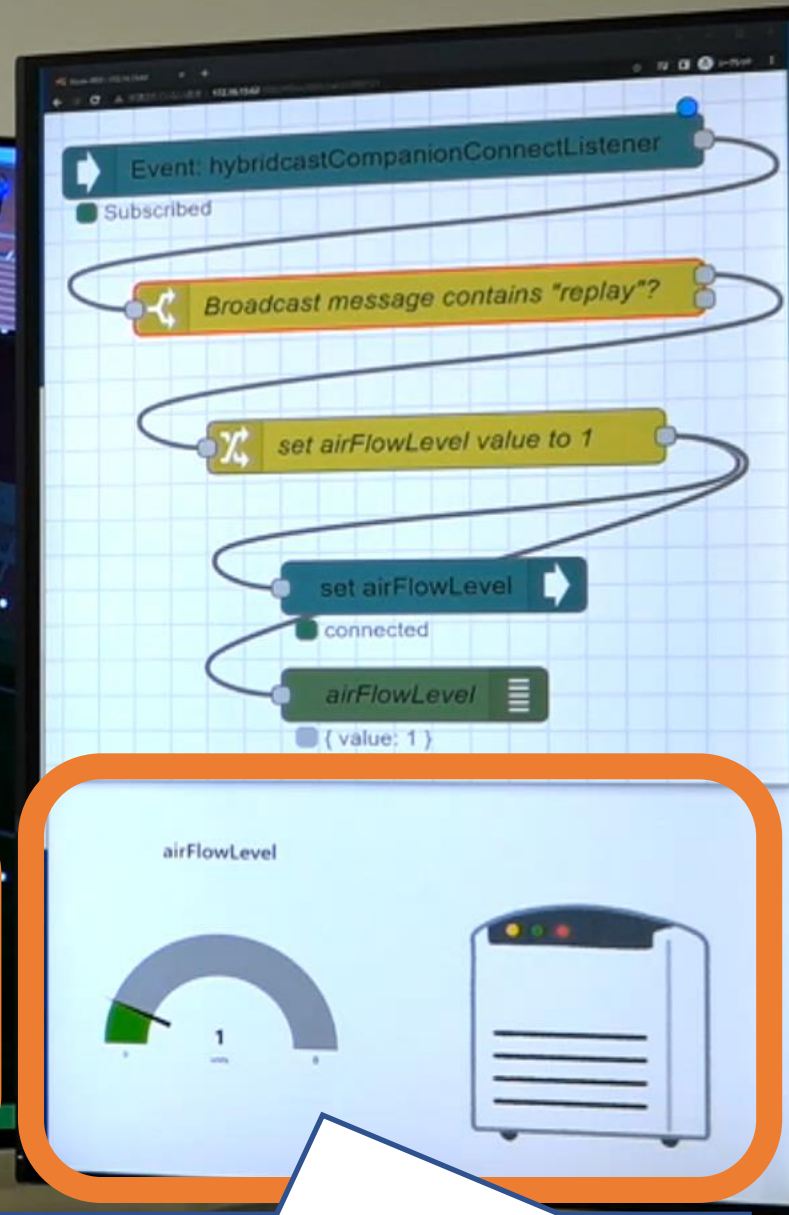 Event: hybridcastCompanionConnectListener
Subscribed
Broadcast message contains "replay"?
set airFlowLevel value to 1
set airFlowLevel
connected
airFlowLevel
{ value: 1 }
airFlowLevel
1